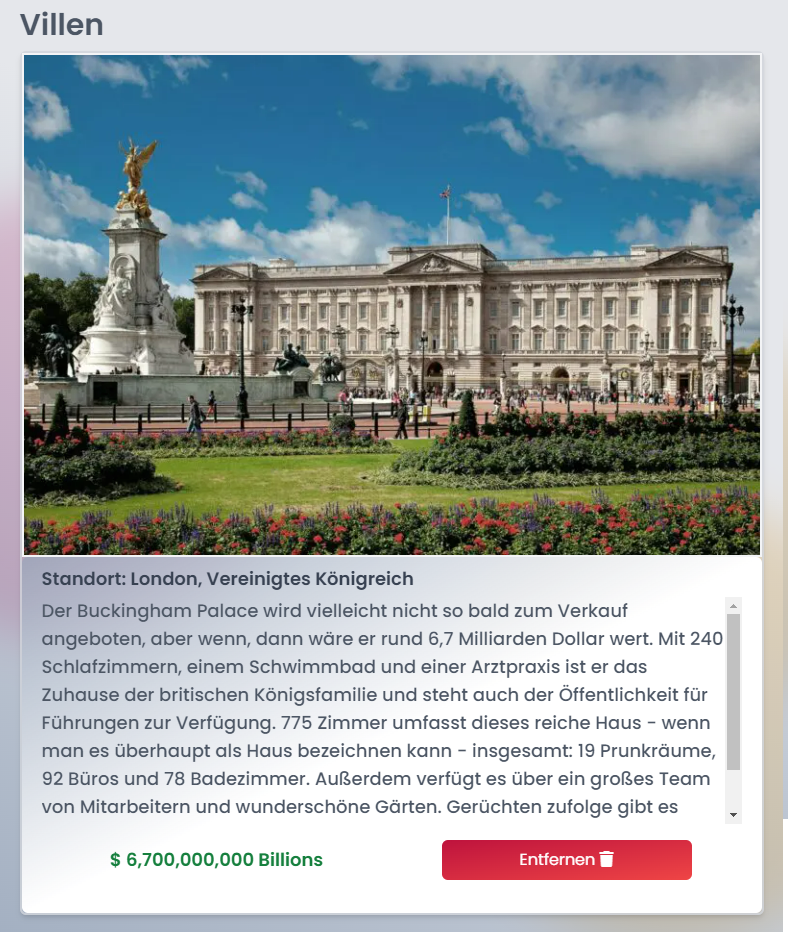 Villen
Standort: London, Vereinigtes Königreich
Der Buckingham Palace wird vielleicht nicht so bald zum Verkauf
angeboten, aber wenn, dann wäre er rund 6,7 Milliarden Dollar wert. Mit 240
Schlafzimmern, einem Schwimmbad und einer Arztpraxis ist er das
Zuhause der britischen Königsfamilie und steht auch der Öffentlichkeit für
Führungen zur Verfügung. 775 Zimmer umfasst dieses reiche Haus - wenn
man es überhaupt als Haus bezeichnen kann - insgesamt: 19 Prunkräume,
92 Büros und 78 Badezimmer. Außerdem verfügt es über ein großes Team
von Mitarbeitern und wunderschöne Gärten. Gerüchten zufolge gibt es
$ 6,700,000,000 Billions
Entfernen